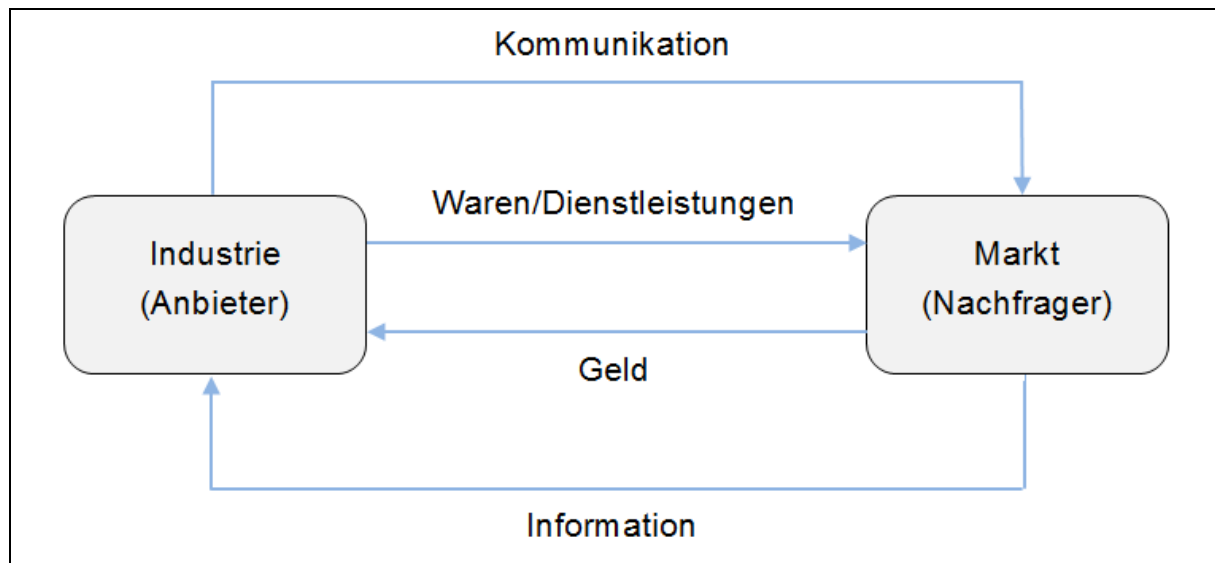 Kommunikation
Waren/Dienstleistungen
Industrie
(Anbieter)
Markt
(Nachfrager)
Geld
Information